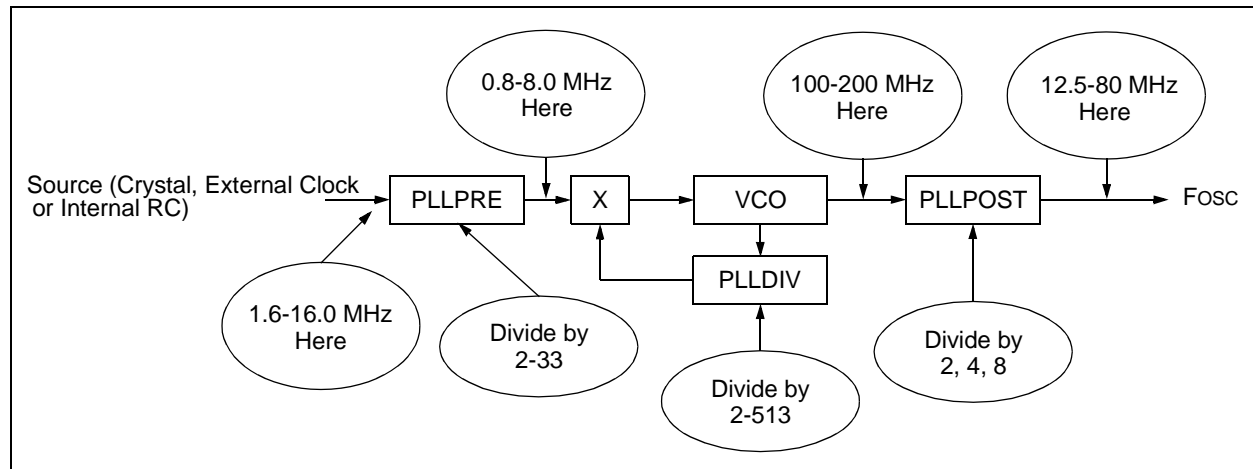 0.8-8.0 MHz
Here
100-200 MHz
Here
12.5-80 MHz
Here
Source (Crystal, External Clock
or Internal RC)
PLLPRE
X
VCO
PLLPOST
FOSC
PLLDIV
1.6-16.0 MHz
Here
Divide by
2-33
Divide by
2-513
Divide by
2, 4, 8